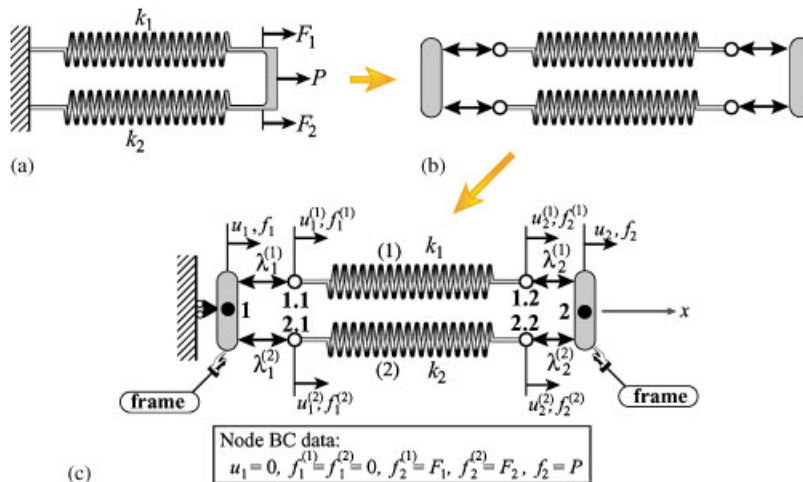 k₁
F₁
P
k₂
F₂
(a)
(b)
u₁, f₁
u₁⁽¹⁾, f₁⁽¹⁾
u₂⁽¹⁾, f₂⁽¹⁾
u₂, f₂
λ₁⁽¹⁾
(1)
k₁
λ₂⁽¹⁾
1
1.1
1.2
2
x
2.1
2.2
λ₁⁽²⁾
(2)
k₂
λ₂⁽²⁾
frame
u₁⁽²⁾, f₁⁽²⁾
u₂⁽²⁾, f₂⁽²⁾
frame
Node BC data:
u₁ = 0, f₁⁽¹⁾ = f₁⁽²⁾ = 0, f₂⁽¹⁾ = F₁, f₂⁽²⁾ = F₂, f₂ = P
(c)